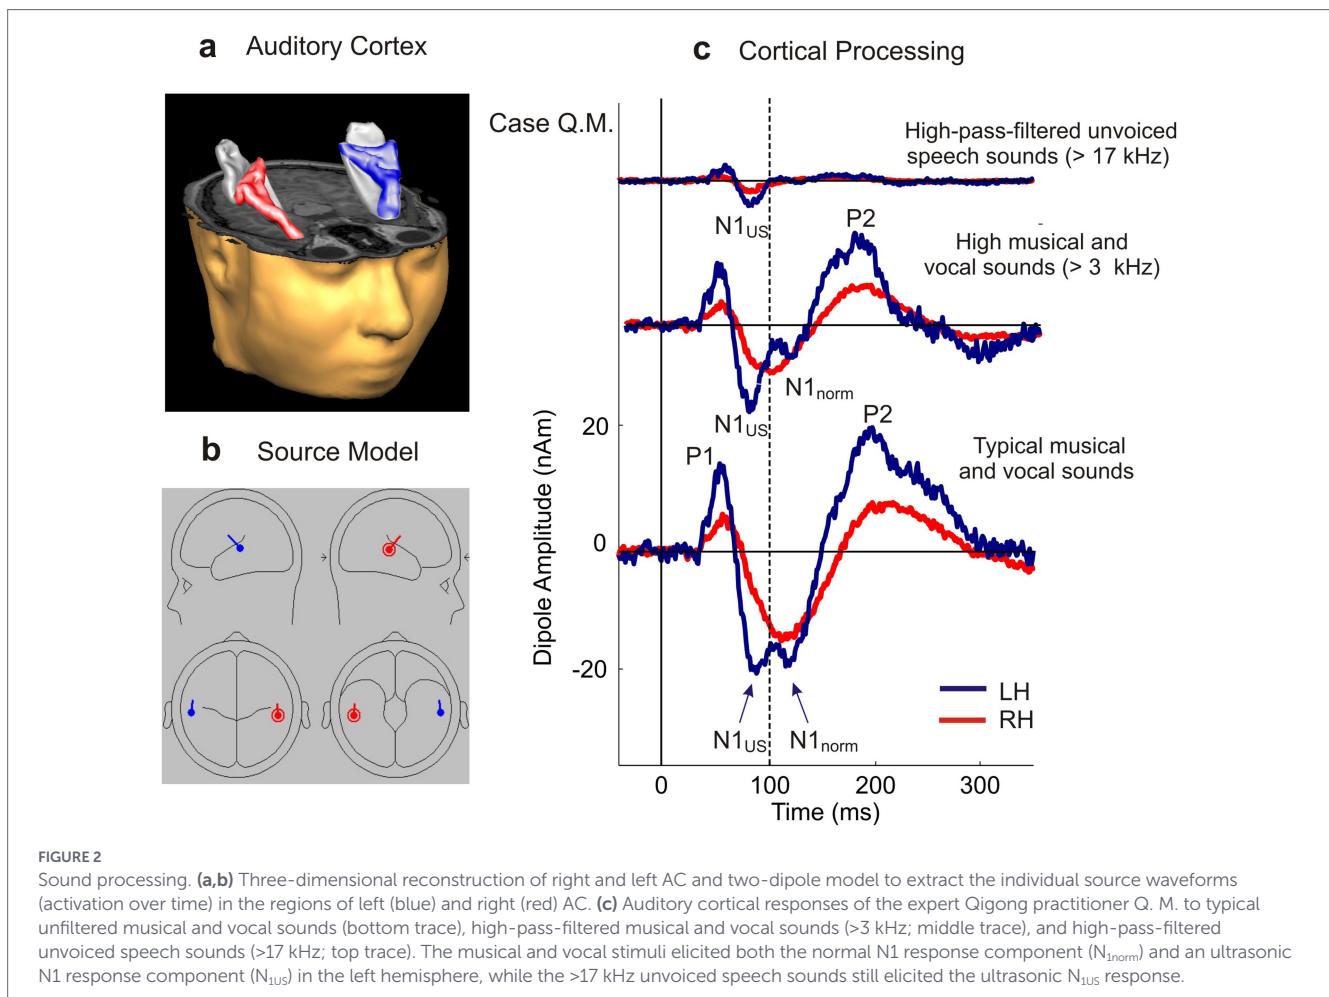 a Auditory Cortex
c Cortical Processing
Case Q.M.
High-pass-filtered unvoiced
speech sounds (> 17 kHz)
N1US
P2
High musical and
vocal sounds (> 3 kHz)
N1norm
N1US
b Source Model
Dipole Amplitude (nAm)
20
0
-20
P1
P2
Typical musical
and vocal sounds
LH
RH
N1US
N1norm
0
100
200
300
Time (ms)
FIGURE 2
Sound processing. (a,b) Three-dimensional reconstruction of right and left AC and two-dipole model to extract the individual source waveforms
(activation over time) in the regions of left (blue) and right (red) AC. (c) Auditory cortical responses of the expert Qigong practitioner Q. M. to typical
unfiltered musical and vocal sounds (bottom trace), high-pass-filtered musical and vocal sounds (>3 kHz; middle trace), and high-pass-filtered
unvoiced speech sounds (>17 kHz; top trace). The musical and vocal stimuli elicited both the normal N1 response component (N1norm) and an ultrasonic
N1 response component (N1US) in the left hemisphere, while the >17 kHz unvoiced speech sounds still elicited the ultrasonic N1US response.